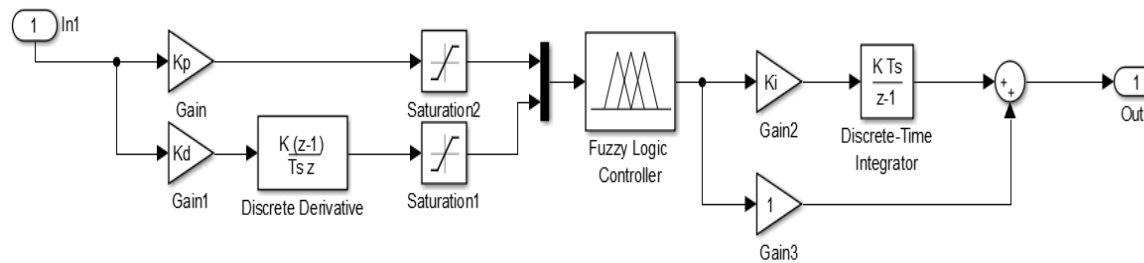 1
In1
Kp
Gain
Kd
Gain1
K (z-1)
Ts z
Discrete Derivative
Saturation2
Saturation1
Fuzzy Logic
Controller
Ki
Gain2
K Ts
z-1
Discrete-Time
Integrator
1
Gain3
+
+
1
Out